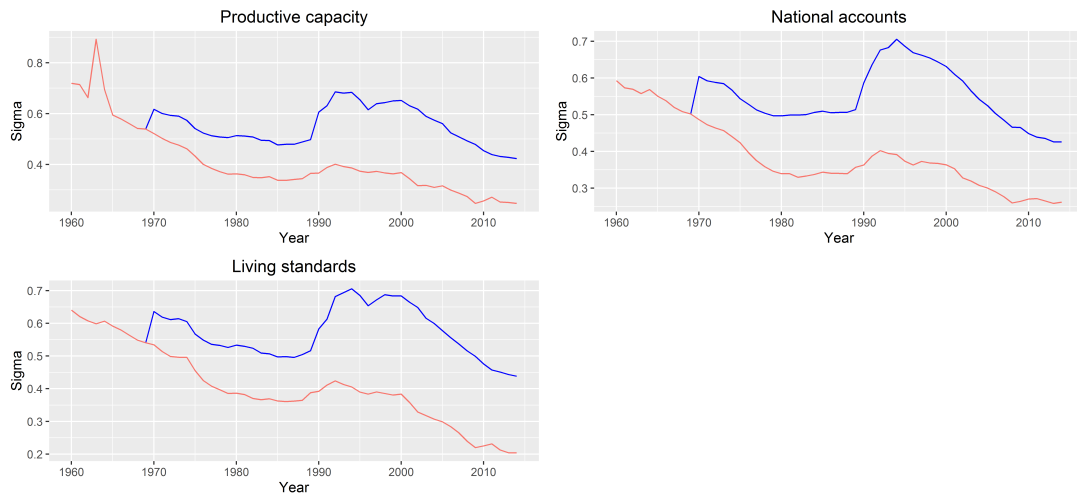 Productive capacity
Sigma
0.8
0.6
0.4
1960 1970 1980 1990 2000 2010
Year
National accounts
Sigma
0.7
0.6
0.5
0.4
0.3
1960 1970 1980 1990 2000 2010
Year
Living standards
Sigma
0.7
0.6
0.5
0.4
0.3
0.2
1960 1970 1980 1990 2000 2010
Year